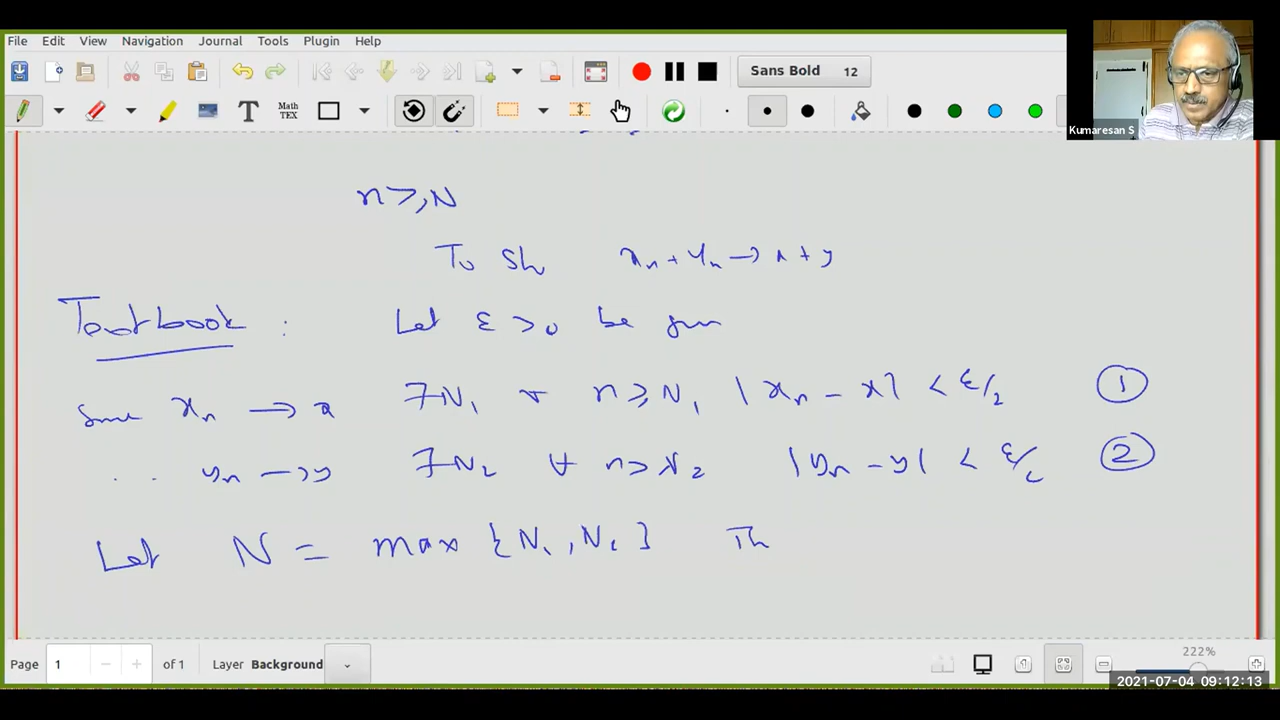 File Edit View Navigation Journal Tools Plugin Help
Sans Bold 12
Math TEX
Kumaresan S
n ≥ N
To Sh xₙ + yₙ → x + y
Textbook : Let ε > 0 be
xₙ → x ∃N₁ ∀ n ≥ N₁ |xₙ - x| < ε/2 ①
.. yₙ → y ∃N₂ ∀ n ≥ N₂ |yₙ - y| < ε/2 ②
Let N = max {N₁, N₂} Th
Page 1 of 1 Layer Background 222%
2021-07-04 09:12:13